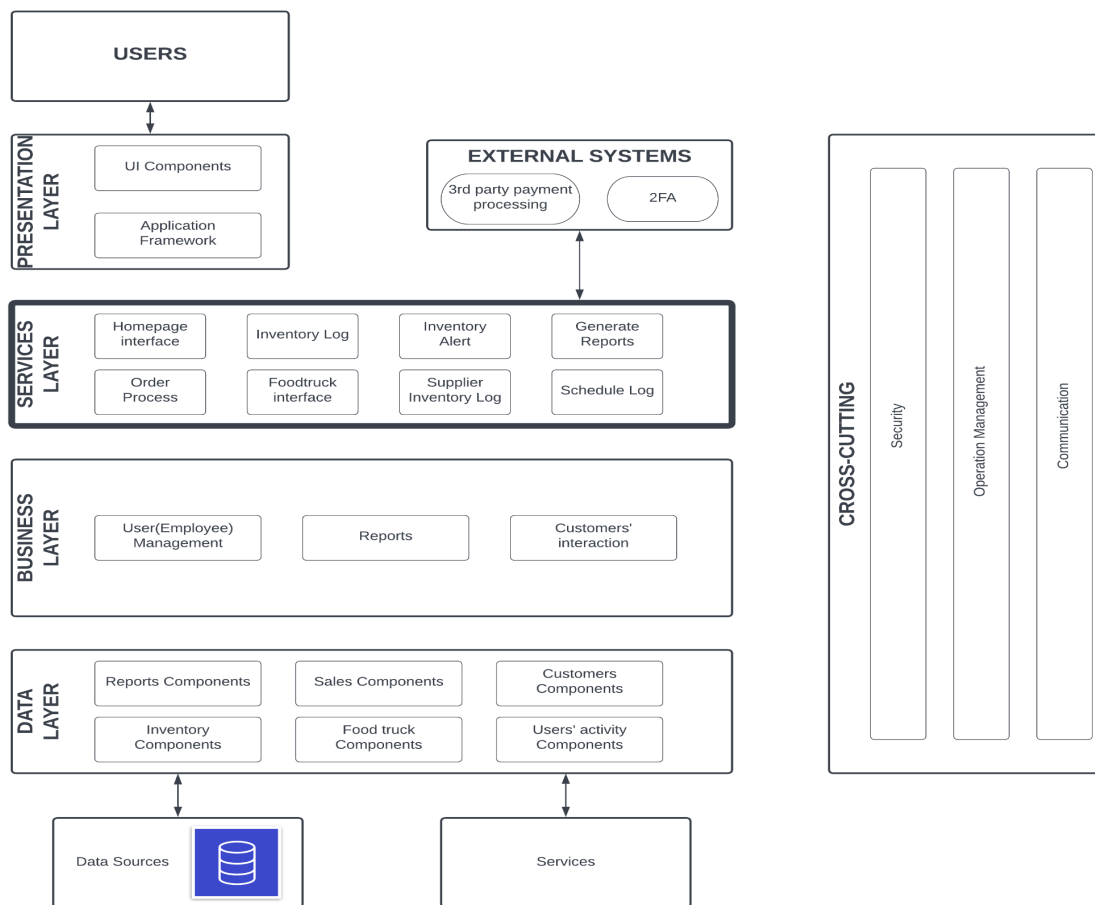 USERS
PRESENTATION
LAYER
UI Components
Application
Framework
EXTERNAL SYSTEMS
3rd party payment
processing
2FA
SERVICES
LAYER
Homepage
interface
Inventory Log
Inventory
Alert
Generate
Reports
Order
Process
Foodtruck
interface
Supplier
Inventory Log
Schedule Log
BUSINESS
LAYER
User(Employee)
Management
Reports
Customers'
interaction
DATA
LAYER
Reports Components
Sales Components
Customers
Components
Inventory
Components
Food truck
Components
Users' activity
Components
Data Sources
Services
CROSS-CUTTING
Security
Operation Management
Communication